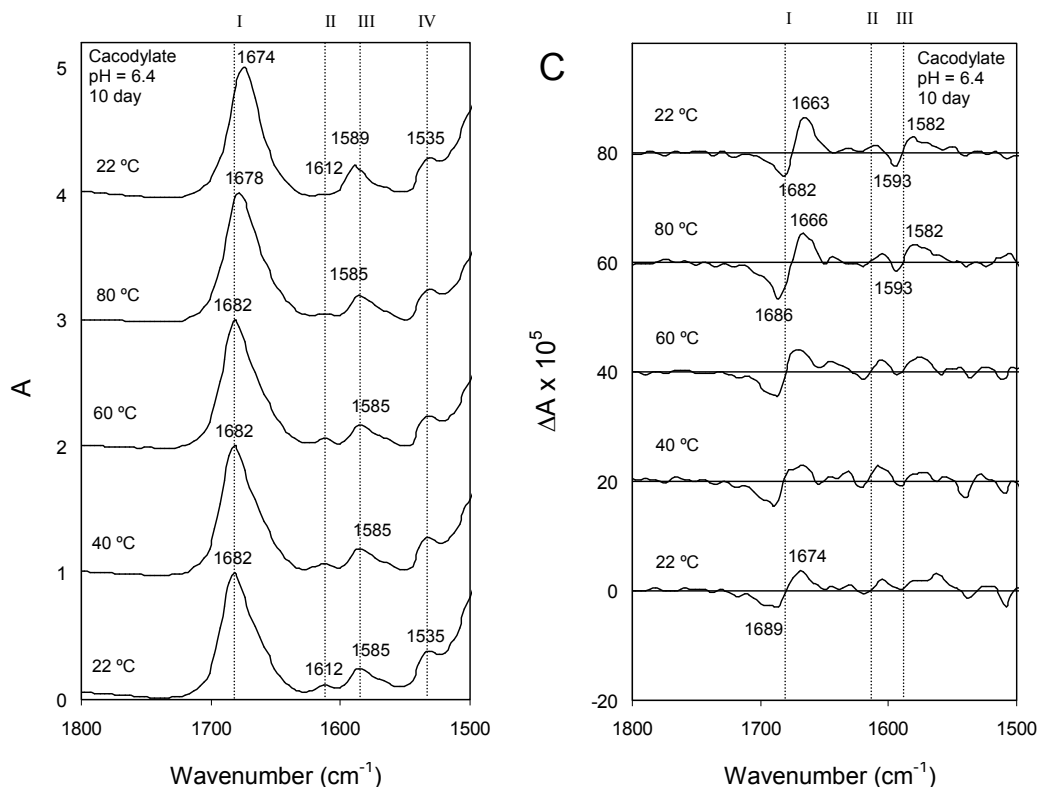 I II III IV
Cacodylate
pH = 6.4
10 day
1674
1589
1535
22 ºC
1612
1678
1585
80 ºC
1682
60 ºC
1585
1682
40 ºC
1585
1682
22 ºC
1612
1585
1535
5
4
3
2
1
0
A
1800 1700 1600 1500
Wavenumber (cm-1)
C
I II III
Cacodylate
pH = 6.4
10 day
22 ºC
1663
1582
1682
1593
80 ºC
1666
1582
1686
1593
60 ºC
40 ºC
22 ºC
1674
1689
80
60
40
20
0
-20
ΔA x 10⁵
1800 1700 1600 1500
Wavenumber (cm-1)